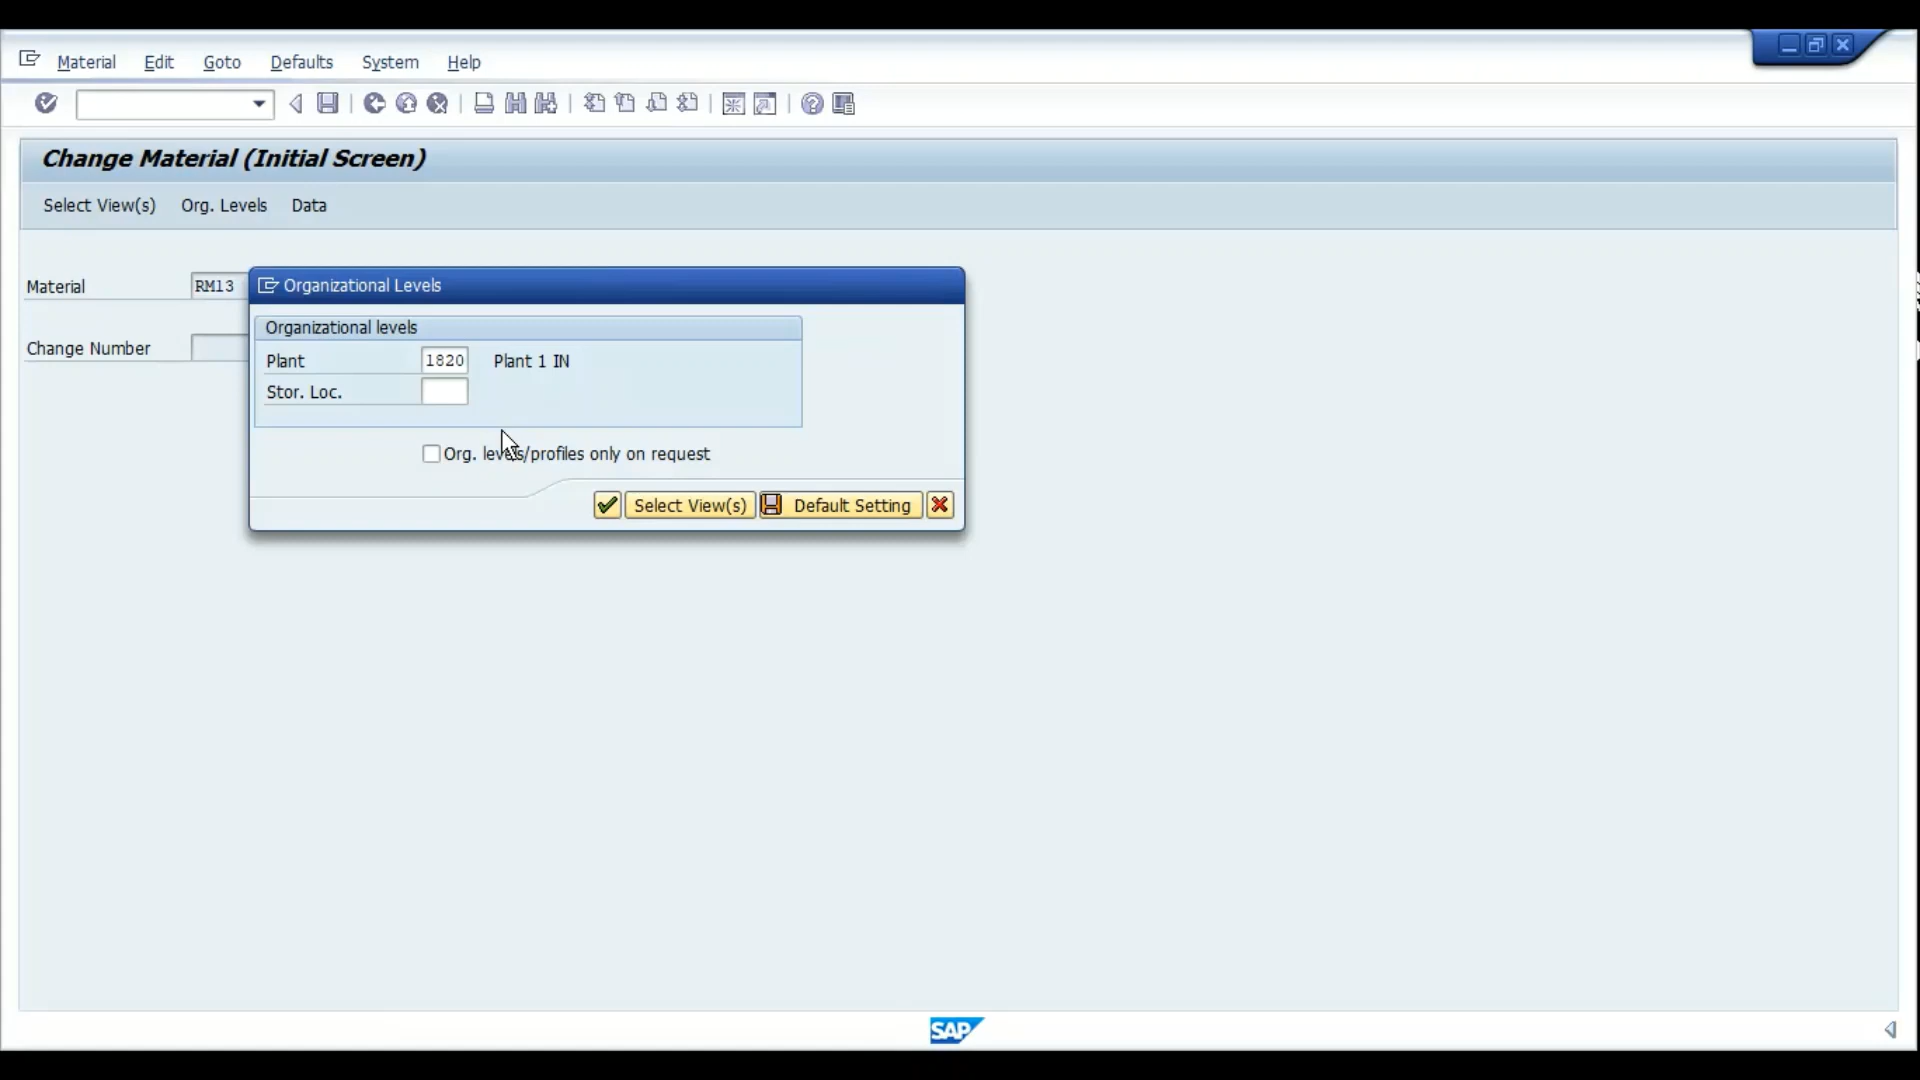 Material Edit Goto Defaults System Help
Change Material (Initial Screen)
Select View(s) Org. Levels Data
Material RM13
Organizational Levels
Organizational levels
Change Number
Plant 1820 Plant 1 IN
Stor. Loc.
Org. levels/profiles only on request
Select View(s) Default Setting
SAP